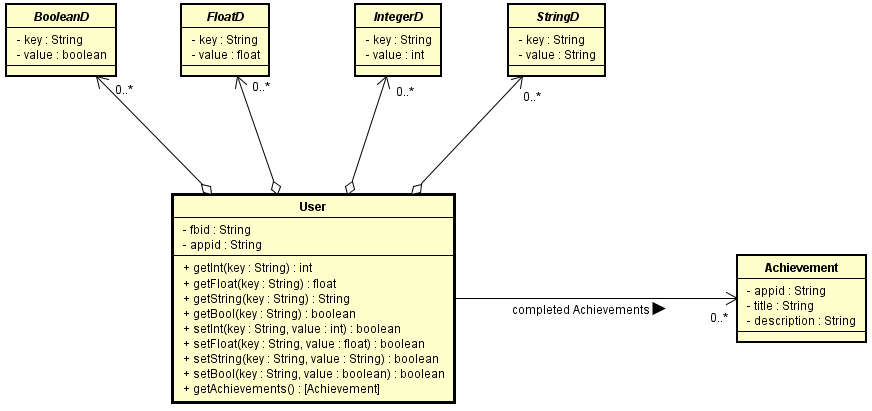 BooleanD
- key : String
- value : boolean
FloatD
- key : String
- value : float
IntegerD
- key : String
- value : int
StringD
- key : String
- value : String
0..*
0..*
0..*
0..*
User
- fbid : String
- appid : String
+ getInt(key : String) : int
+ getFloat(key : String) : float
+ getString(key : String) : String
+ getBool(key : String) : boolean
+ setInt(key : String, value : int) : boolean
+ setFloat(key : String, value : float) : boolean
+ setString(key : String, value : String) : boolean
+ setBool(key : String, value : boolean) : boolean
+ getAchievements() : [Achievement]
completed Achievements
0..*
Achievement
- appid : String
- title : String
- description : String